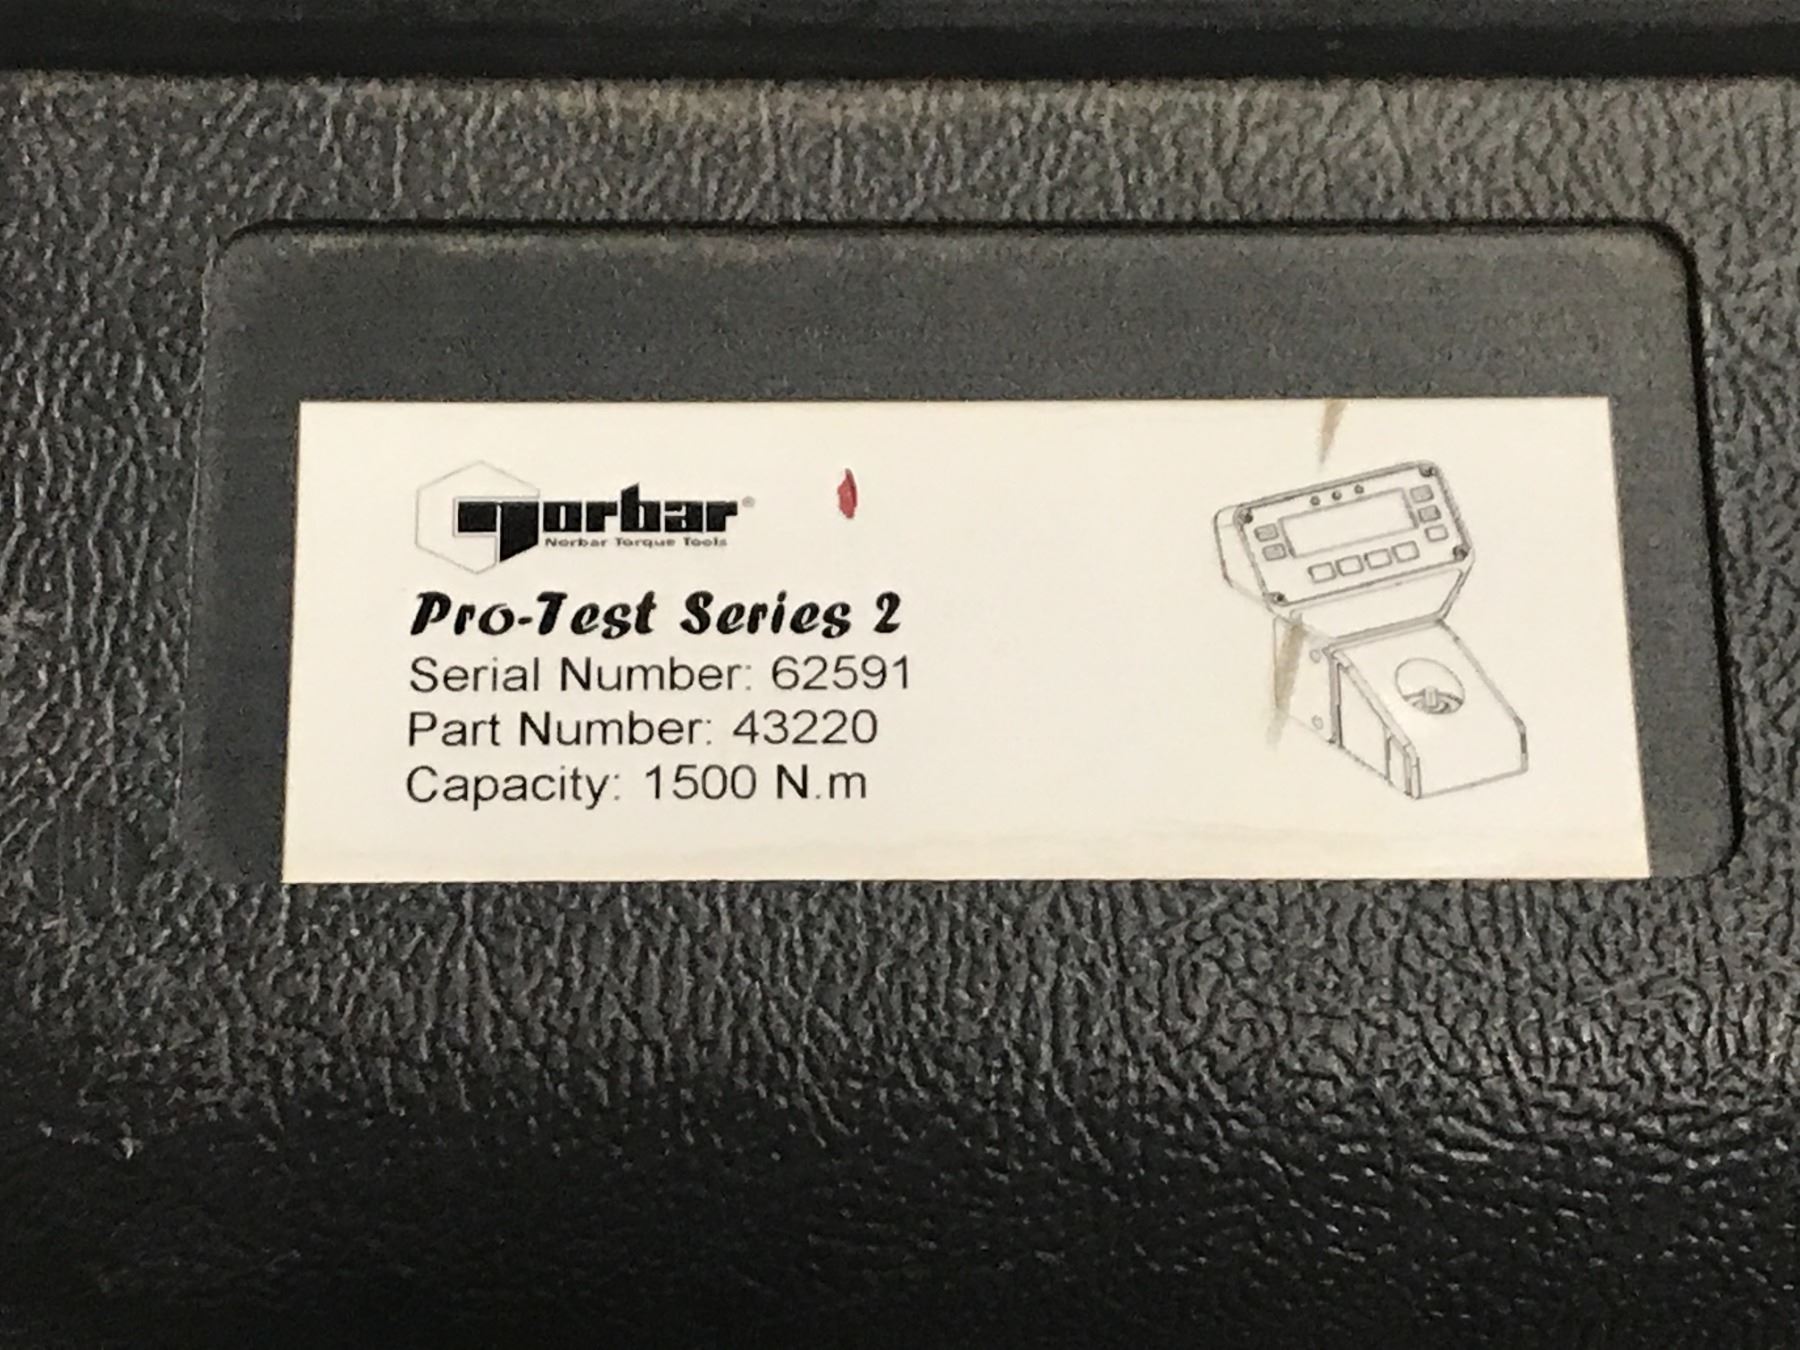 norbar®
Norbar Torque Tools
Pro-Test Series 2
Serial Number: 62591
Part Number: 43220
Capacity: 1500 N.m